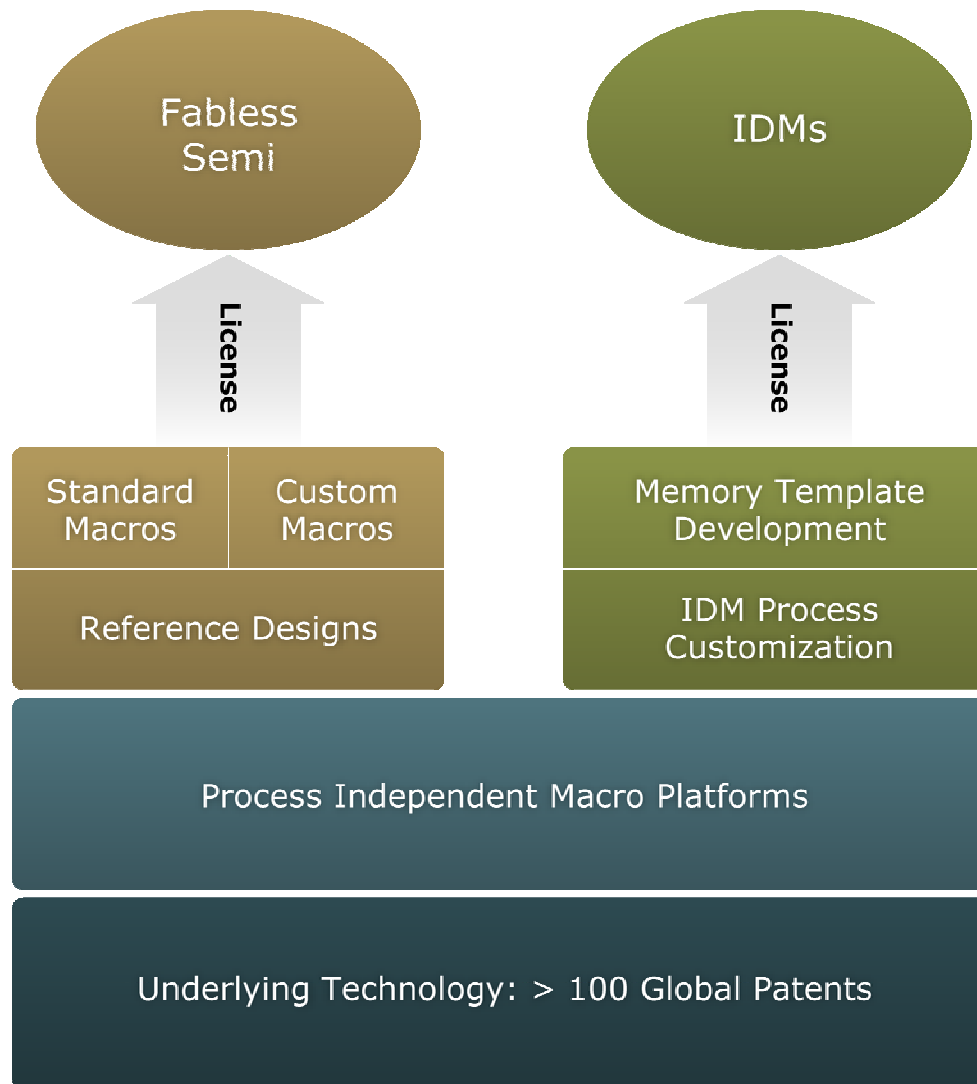 Fabless
Semi
IDMs
License
License
Standard
Macros
Custom
Macros
Memory Template
Development
Reference Designs
IDM Process
Customization
Process Independent Macro Platforms
Underlying Technology: > 100 Global Patents